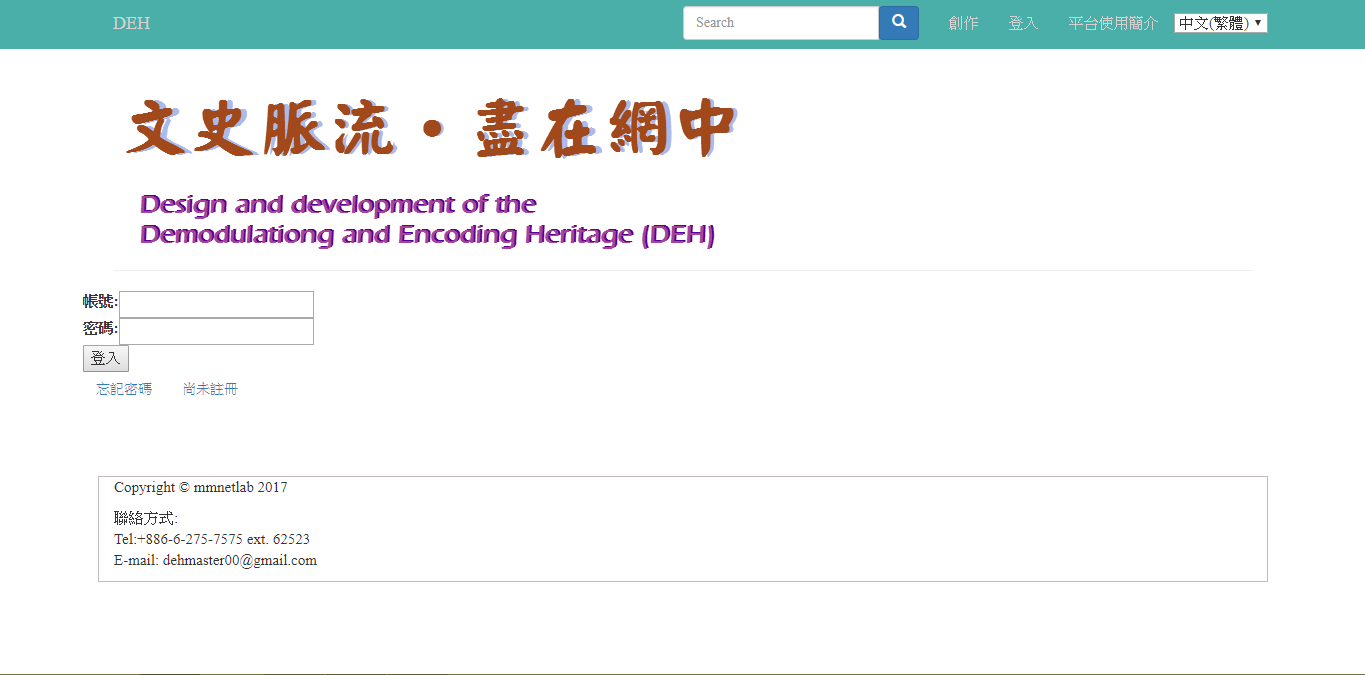 DEH
Search
創作
登入
平台使用簡介
中文(繁體)
文史脈流・盡在網中
Design and development of the
Demodulationg and Encoding Heritage (DEH)
帳號:
密碼:
登入
忘記密碼 尚未註冊
Copyright © mmnetlab 2017
聯絡方式:
Tel:+886-6-275-7575 ext. 62523
E-mail: dehmaster00@gmail.com